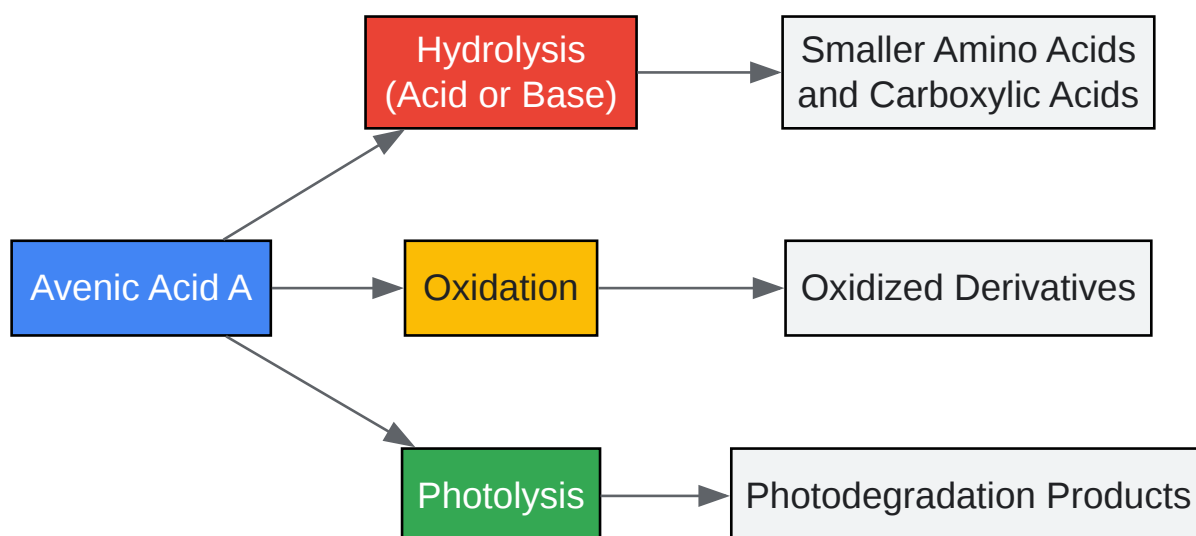 Hydrolysis
(Acid or Base)
Smaller Amino Acids
and Carboxylic Acids
Avenic Acid A
Oxidation
Oxidized Derivatives
Photolysis
Photodegradation Products